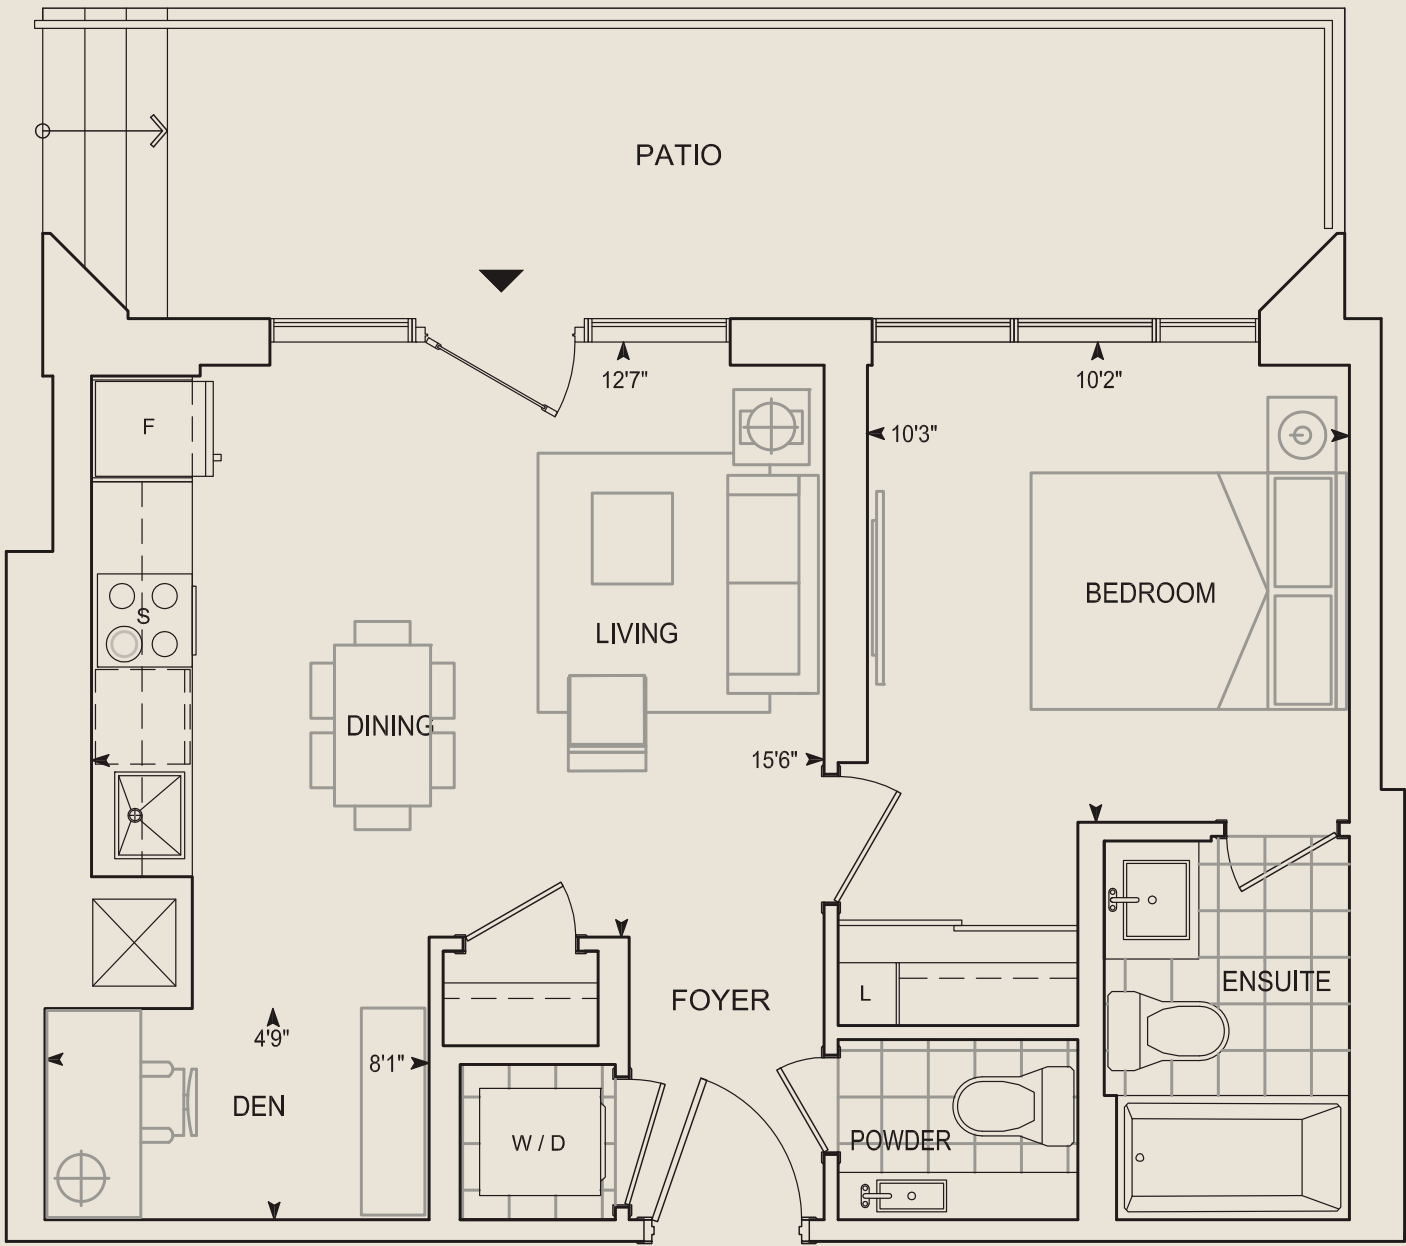 PATIO
12'7"
10'2"
F
10'3"
BEDROOM
S
LIVING
DINING
15'6"
ENSUITE
L
FOYER
4'9"
8'1"
DEN
W / D
POWDER